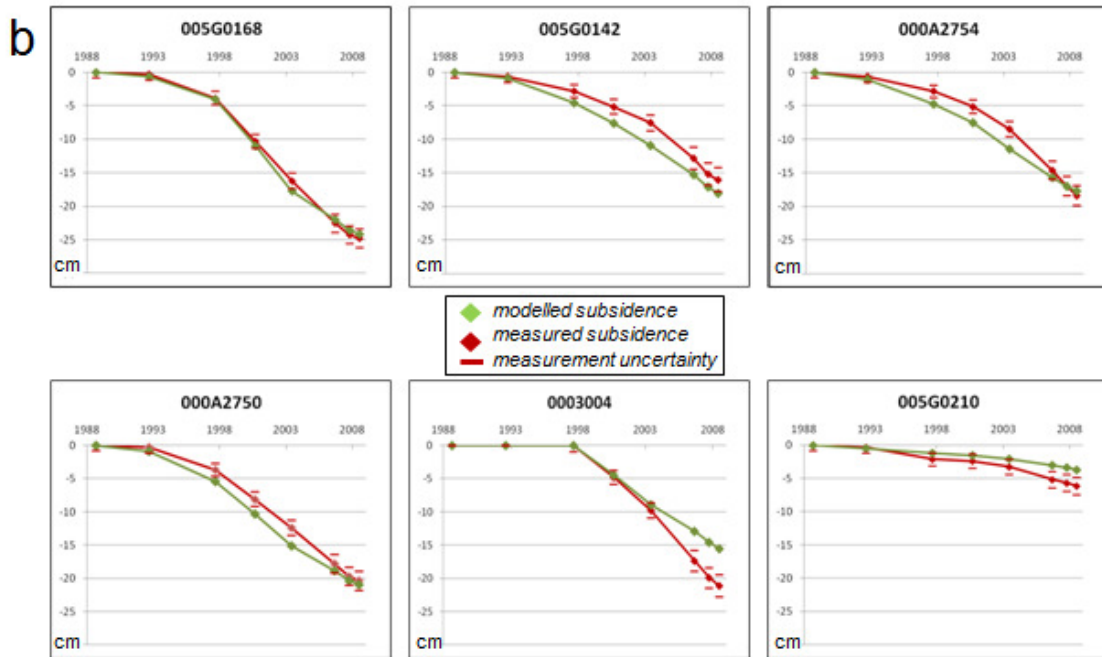 b
005G0168
1988 1993 1998 2003 2008
0
-5
-10
-15
-20
-25
cm
005G0142
1988 1993 1998 2003 2008
0
-5
-10
-15
-20
-25
cm
000A2754
1988 1993 1998 2003 2008
0
-5
-10
-15
-20
-25
cm
modelled subsidence
measured subsidence
measurement uncertainty
000A2750
1988 1993 1998 2003 2008
0
-5
-10
-15
-20
-25
cm
0003004
1988 1993 1998 2003 2008
0
-5
-10
-15
-20
-25
cm
005G0210
1988 1993 1998 2003 2008
0
-5
-10
-15
-20
-25
cm